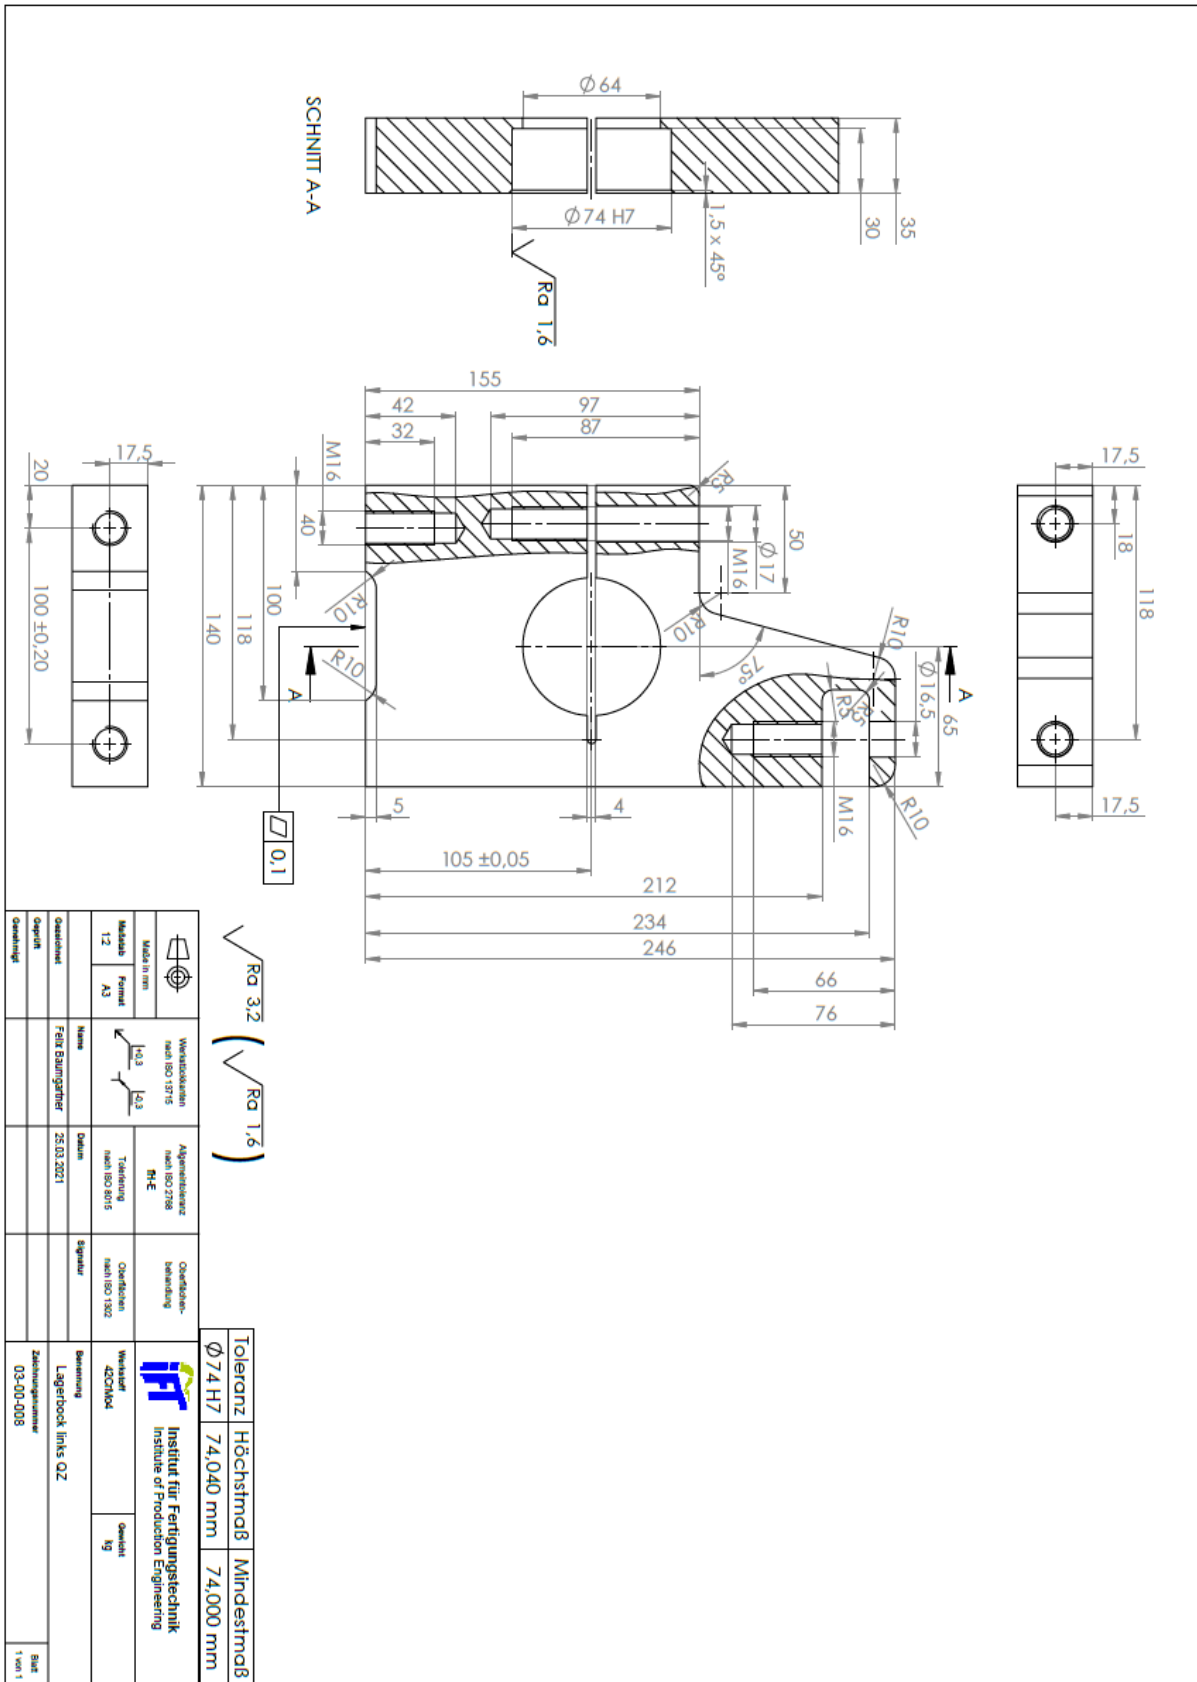 SCHNITT A-A
Ø64
Ø74 H7
1,5 x 45°
30
35
Ra 1,6
155
42
97
32
87
M16
R5
50
Ø17
M16
40
100
118
140
R10
R10
R10
75°
R10
A
A
65
Ø16,5
R5
R5
R10
M16
5
4
105 ±0,05
212
234
246
66
76
0,1
17,5
20
100 ±0,20
17,5
18
118
118
17,5
Ra 3,2 ( Ra 1,6 )
Toleranz Höchstmaß Mindestmaß
Ø74 H7 74,040 mm 74,000 mm
Maße in mm
Maßstab
1:2
Format
A3
Werkstückkanten
nach ISO 13715
+0,3
-0,3
Allgemeintoleranz
nach ISO 2768
fH-E
Tolerierung
nach ISO 8015
Oberflächen-
behandlung
Oberflächen
nach ISO 1302
Name
Datum
Signatur
Gezeichnet
Felix Baumgartner
25.03.2021
Geprüft
Genehmigt
IFT
Institut für Fertigungstechnik
Institute of Production Engineering
Werkstoff
42CrMo4
Gewicht
kg
Benennung
Lagerbock links QZ
Zeichnungsnummer
03-00-008
Blatt
1 von 1